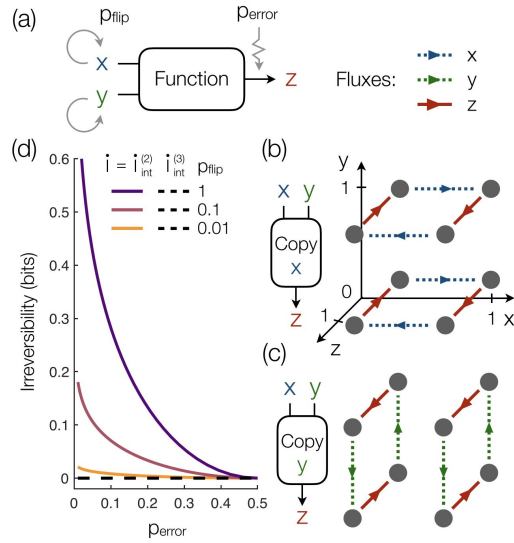 (a)
p_flip
p_error
x
y
Function
z
Fluxes:
x
y
z
(d)
İ = İ_int^(2) İ_int^(3) p_flip
1
0.1
0.01
Irreversibility (bits)
0.6
0.5
0.4
0.3
0.2
0.1
0
0 0.1 0.2 0.3 0.4 0.5
p_error
(b)
x y
Copy
x
z
y
1
0
1
z
1 x
(c)
x y
Copy
y
z